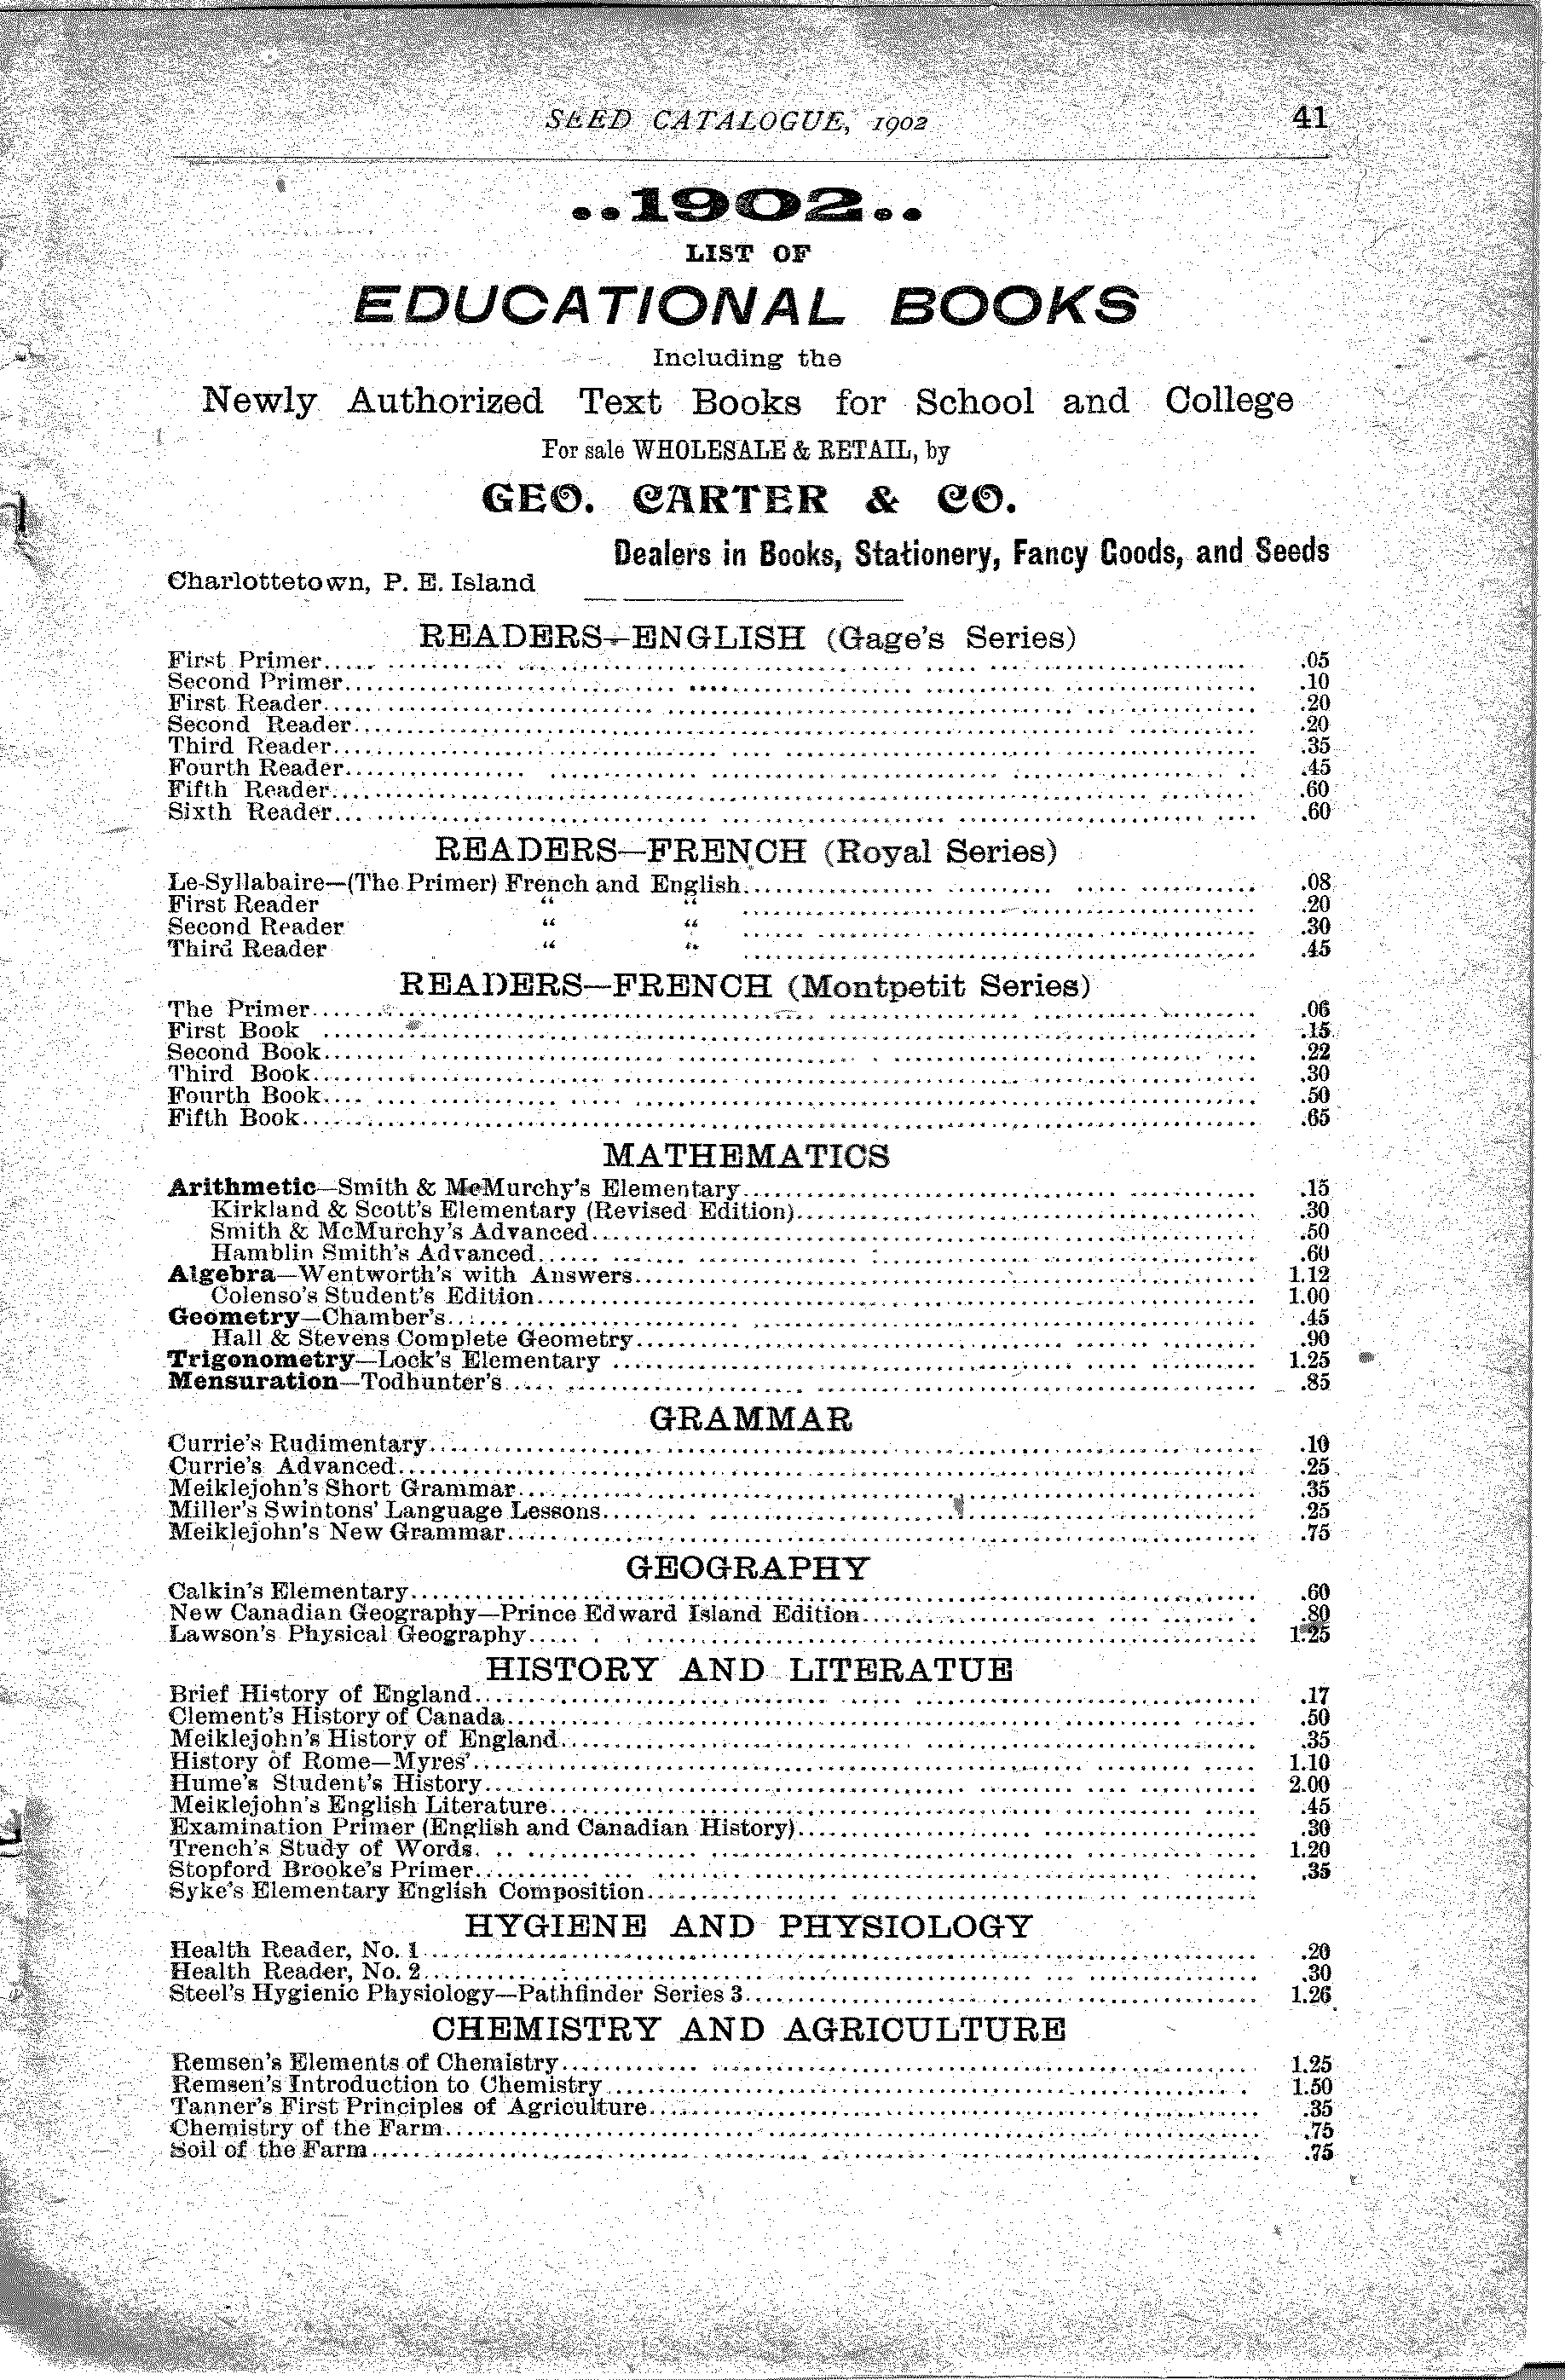 SEED CATALOGUE, 1902 41
..1902..
LIST OF
EDUCATIONAL BOOKS
Including the
Newly Authorized Text Books for School and College
For sale WHOLESALE & RETAIL, by
GEO. CARTER & CO.
Dealers in Books, Stationery, Fancy Goods, and Seeds
Charlottetown, P. E. Island
READERS—ENGLISH (Gage's Series)
First Primer..... .05
Second Primer..... .10
First Reader..... .20
Second Reader..... .20
Third Reader..... .35
Fourth Reader..... .45
Fifth Reader..... .60
Sixth Reader..... .60
READERS—FRENCH (Royal Series)
Le-Syllabaire—(The Primer) French and English..... .08
First Reader " " ..... .20
Second Reader " " ..... .30
Third Reader " " ..... .45
READERS—FRENCH (Montpetit Series)
The Primer..... .06
First Book ..... .15
Second Book..... .22
Third Book..... .30
Fourth Book..... .50
Fifth Book..... .65
MATHEMATICS
Arithmetic—Smith & McMurchy's Elementary..... .15
Kirkland & Scott's Elementary (Revised Edition)..... .30
Smith & McMurchy's Advanced..... .50
Hamblin Smith's Advanced..... .60
Algebra—Wentworth's with Answers..... 1.12
Colenso's Student's Edition..... 1.00
Geometry—Chamber's..... .45
Hall & Stevens Complete Geometry..... .90
Trigonometry—Lock's Elementary ..... 1.25
Mensuration—Todhunter's ..... .85
GRAMMAR
Currie's Rudimentary..... .10
Currie's Advanced..... .25
Meiklejohn's Short Grammar..... .35
Miller's Swintons' Language Lessons..... .25
Meiklejohn's New Grammar..... .75
GEOGRAPHY
Calkin's Elementary..... .60
New Canadian Geography—Prince Edward Island Edition..... .80
Lawson's Physical Geography..... 1.25
HISTORY AND LITERATUE
Brief History of England..... .17
Clement's History of Canada..... .50
Meiklejohn's History of England..... .35
History of Rome—Myres'..... 1.10
Hume's Student's History..... 2.00
Meiklejohn's English Literature..... .45
Examination Primer (English and Canadian History)..... .30
Trench's Study of Words..... 1.20
Stopford Brooke's Primer..... .35
Syke's Elementary English Composition.....
HYGIENE AND PHYSIOLOGY
Health Reader, No. 1 ..... .20
Health Reader, No. 2..... .30
Steel's Hygienic Physiology—Pathfinder Series 3..... 1.26
CHEMISTRY AND AGRICULTURE
Remsen's Elements of Chemistry..... 1.25
Remsen's Introduction to Chemistry..... 1.50
Tanner's First Principles of Agriculture..... .35
Chemistry of the Farm..... .75
Soil of the Farm..... .75